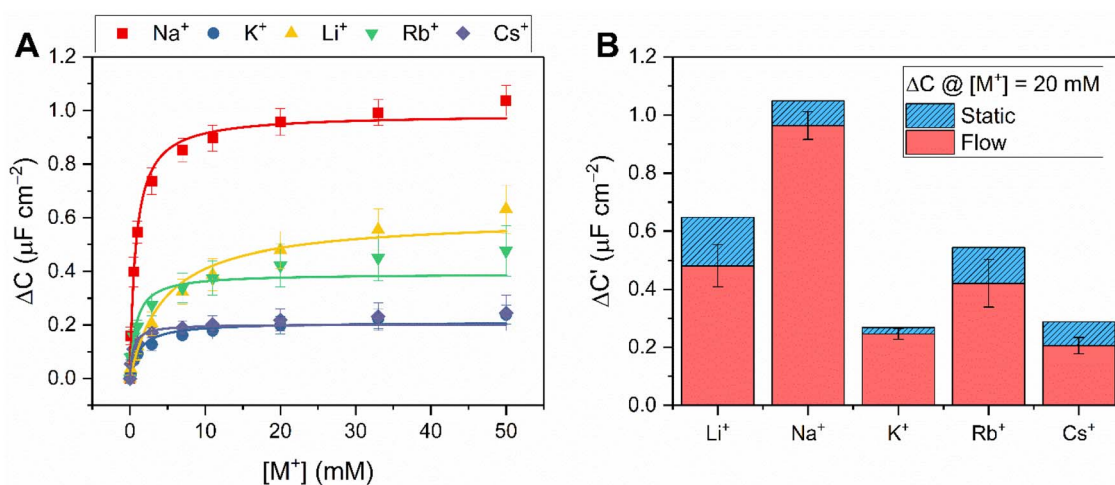 A
Na⁺ K⁺ Li⁺ Rb⁺ Cs⁺
1.2
1.0
0.8
0.6
0.4
0.2
0.0
ΔC (µF cm⁻²)
0 10 20 30 40 50
[M⁺] (mM)
B
ΔC @ [M⁺] = 20 mM
Static
Flow
1.2
1.0
0.8
0.6
0.4
0.2
0.0
ΔC' (µF cm⁻²)
Li⁺ Na⁺ K⁺ Rb⁺ Cs⁺